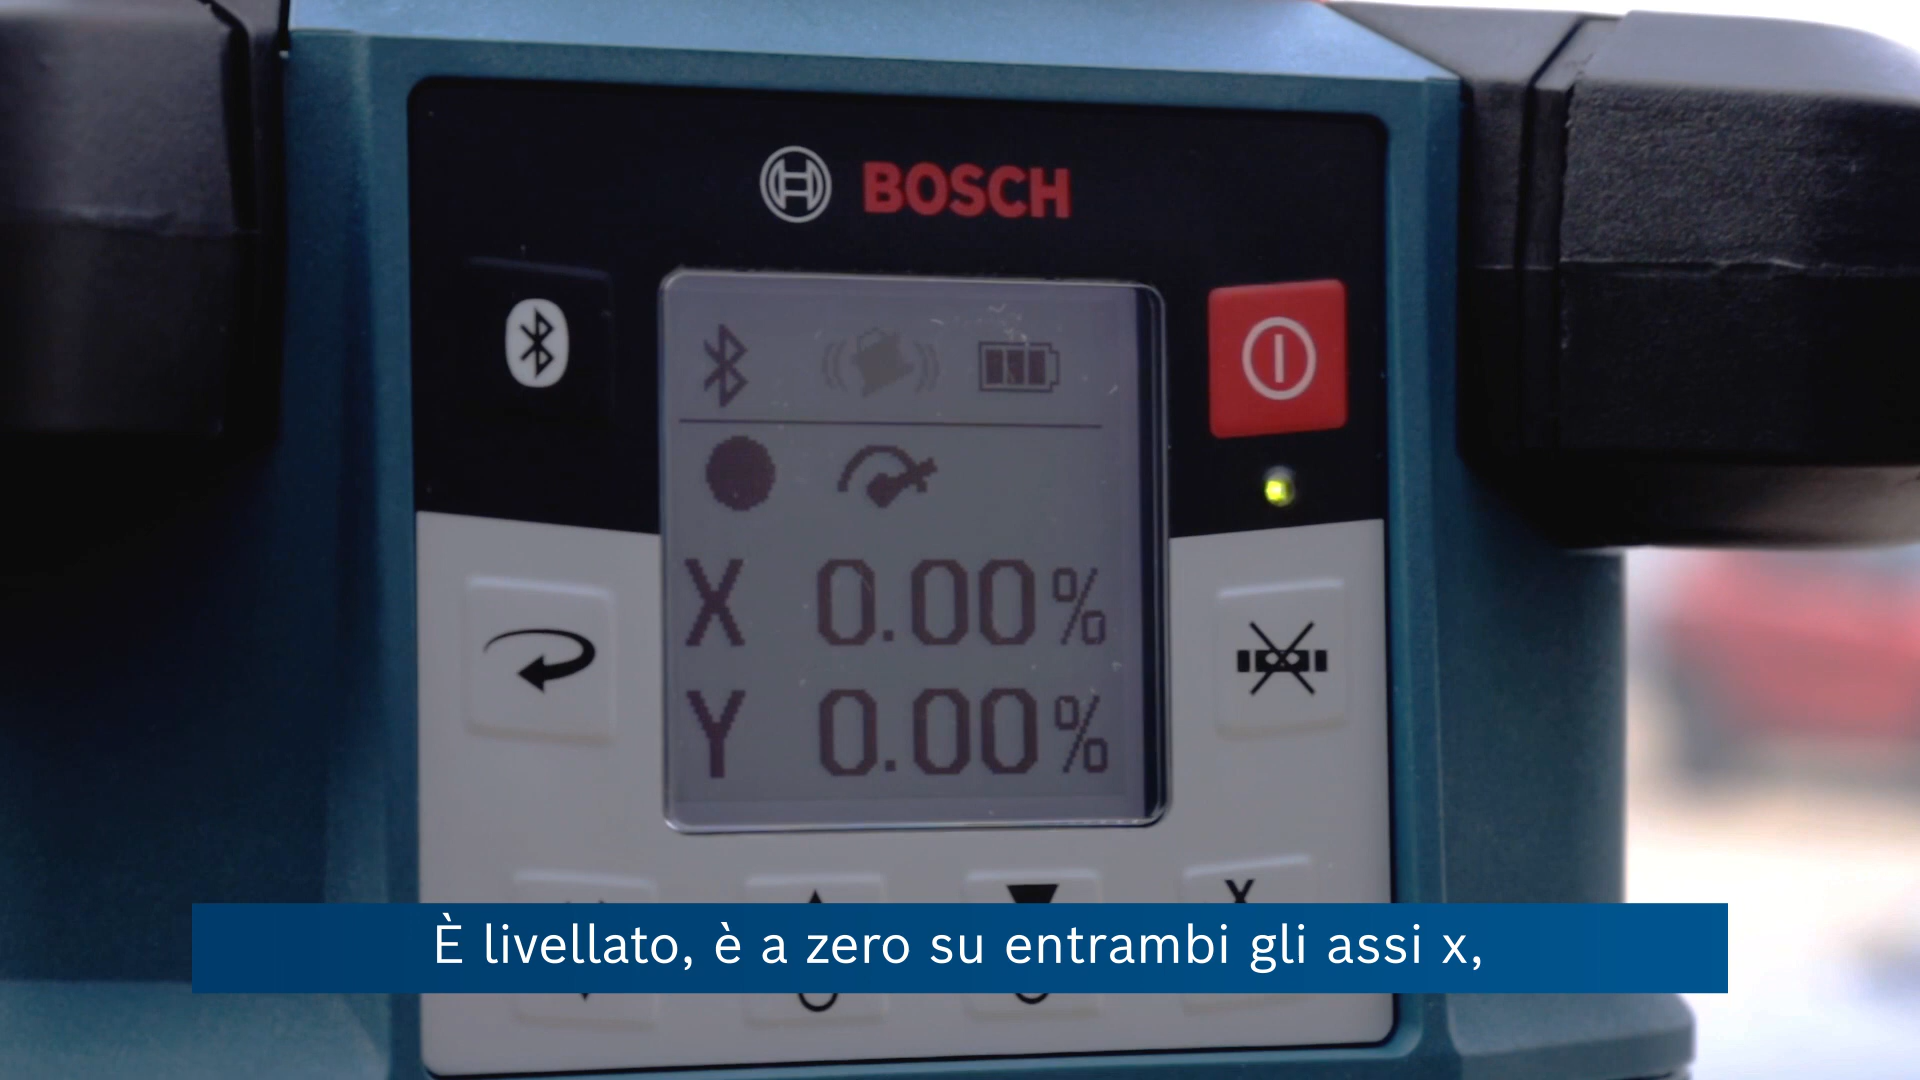 BOSCH
X 0.00%
Y 0.00%
X
È livellato, è a zero su entrambi gli assi x,